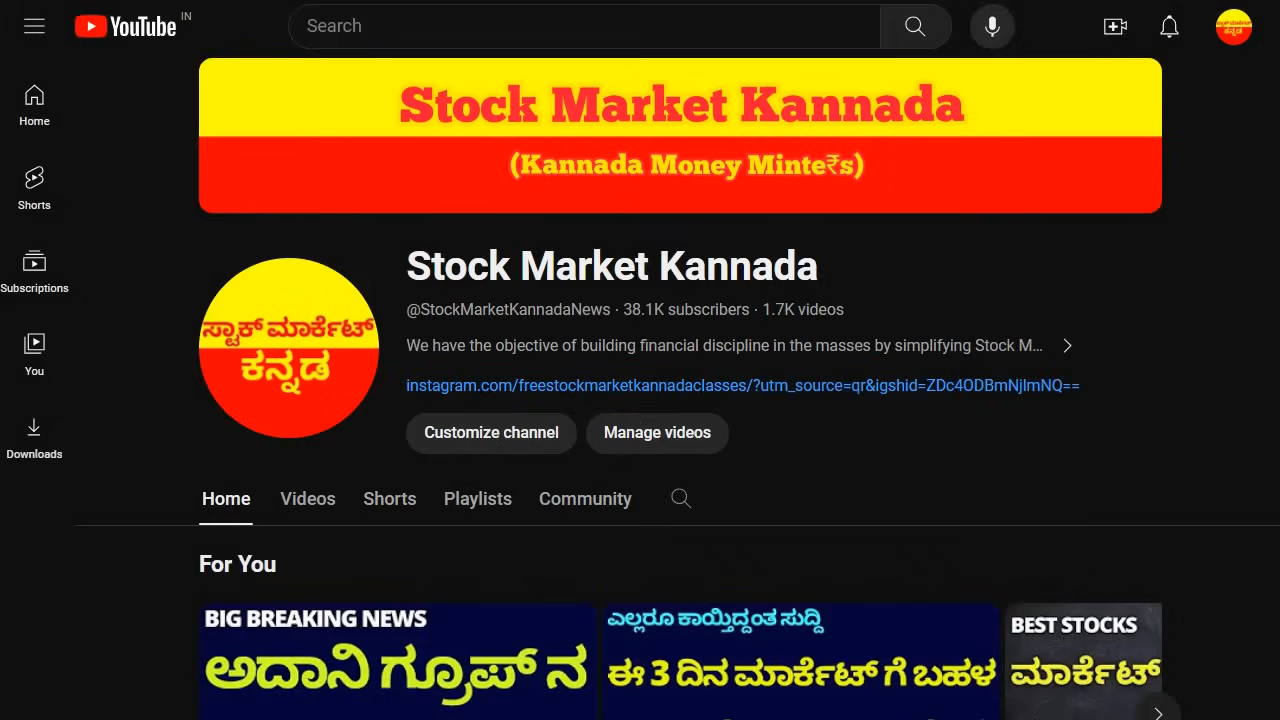 YouTube IN
Search
Stock Market Kannada
(Kannada Money Minte₹s)
Home
Shorts
Subscriptions
You
Downloads
ಸ್ಟಾಕ್ ಮಾರ್ಕೆಟ್
ಕನ್ನಡ
Stock Market Kannada
@StockMarketKannadaNews · 38.1K subscribers · 1.7K videos
We have the objective of building financial discipline in the masses by simplifying Stock M...
instagram.com/freestockmarketkannadaclasses/?utm_source=qr&igshid=ZDc4ODBmNjlmNQ==
Customize channel
Manage videos
Home Videos Shorts Playlists Community
For You
BIG BREAKING NEWS
ಅದಾನಿ ಗ್ರೂಪ್ ನ
ಎಲ್ಲರೂ ಕಾಯ್ತಿದ್ದಂತ ಸುದ್ದಿ
ಈ 3 ದಿನ ಮಾರ್ಕೆಟ್ ಗೆ ಬಹಳ
BEST STOCKS
ಮಾರ್ಕೆಟ್